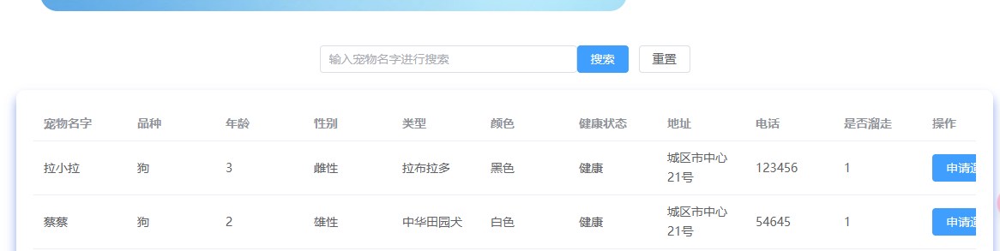 输入宠物名字进行搜索 搜索 重置
宠物名字 品种 年龄 性别 类型 颜色 健康状态 地址 电话 是否溜走 操作
拉小拉 狗 3 雌性 拉布拉多 黑色 健康 城区市中心 123456 1 申请
21号
蔡蔡 狗 2 雄性 中华田园犬 白色 健康 城区市中心 54645 1 申请
21号